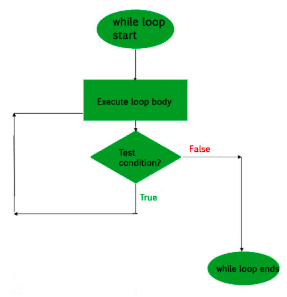 while loop
start
Execute loop body
Test
condition?
False
True
while loop ends